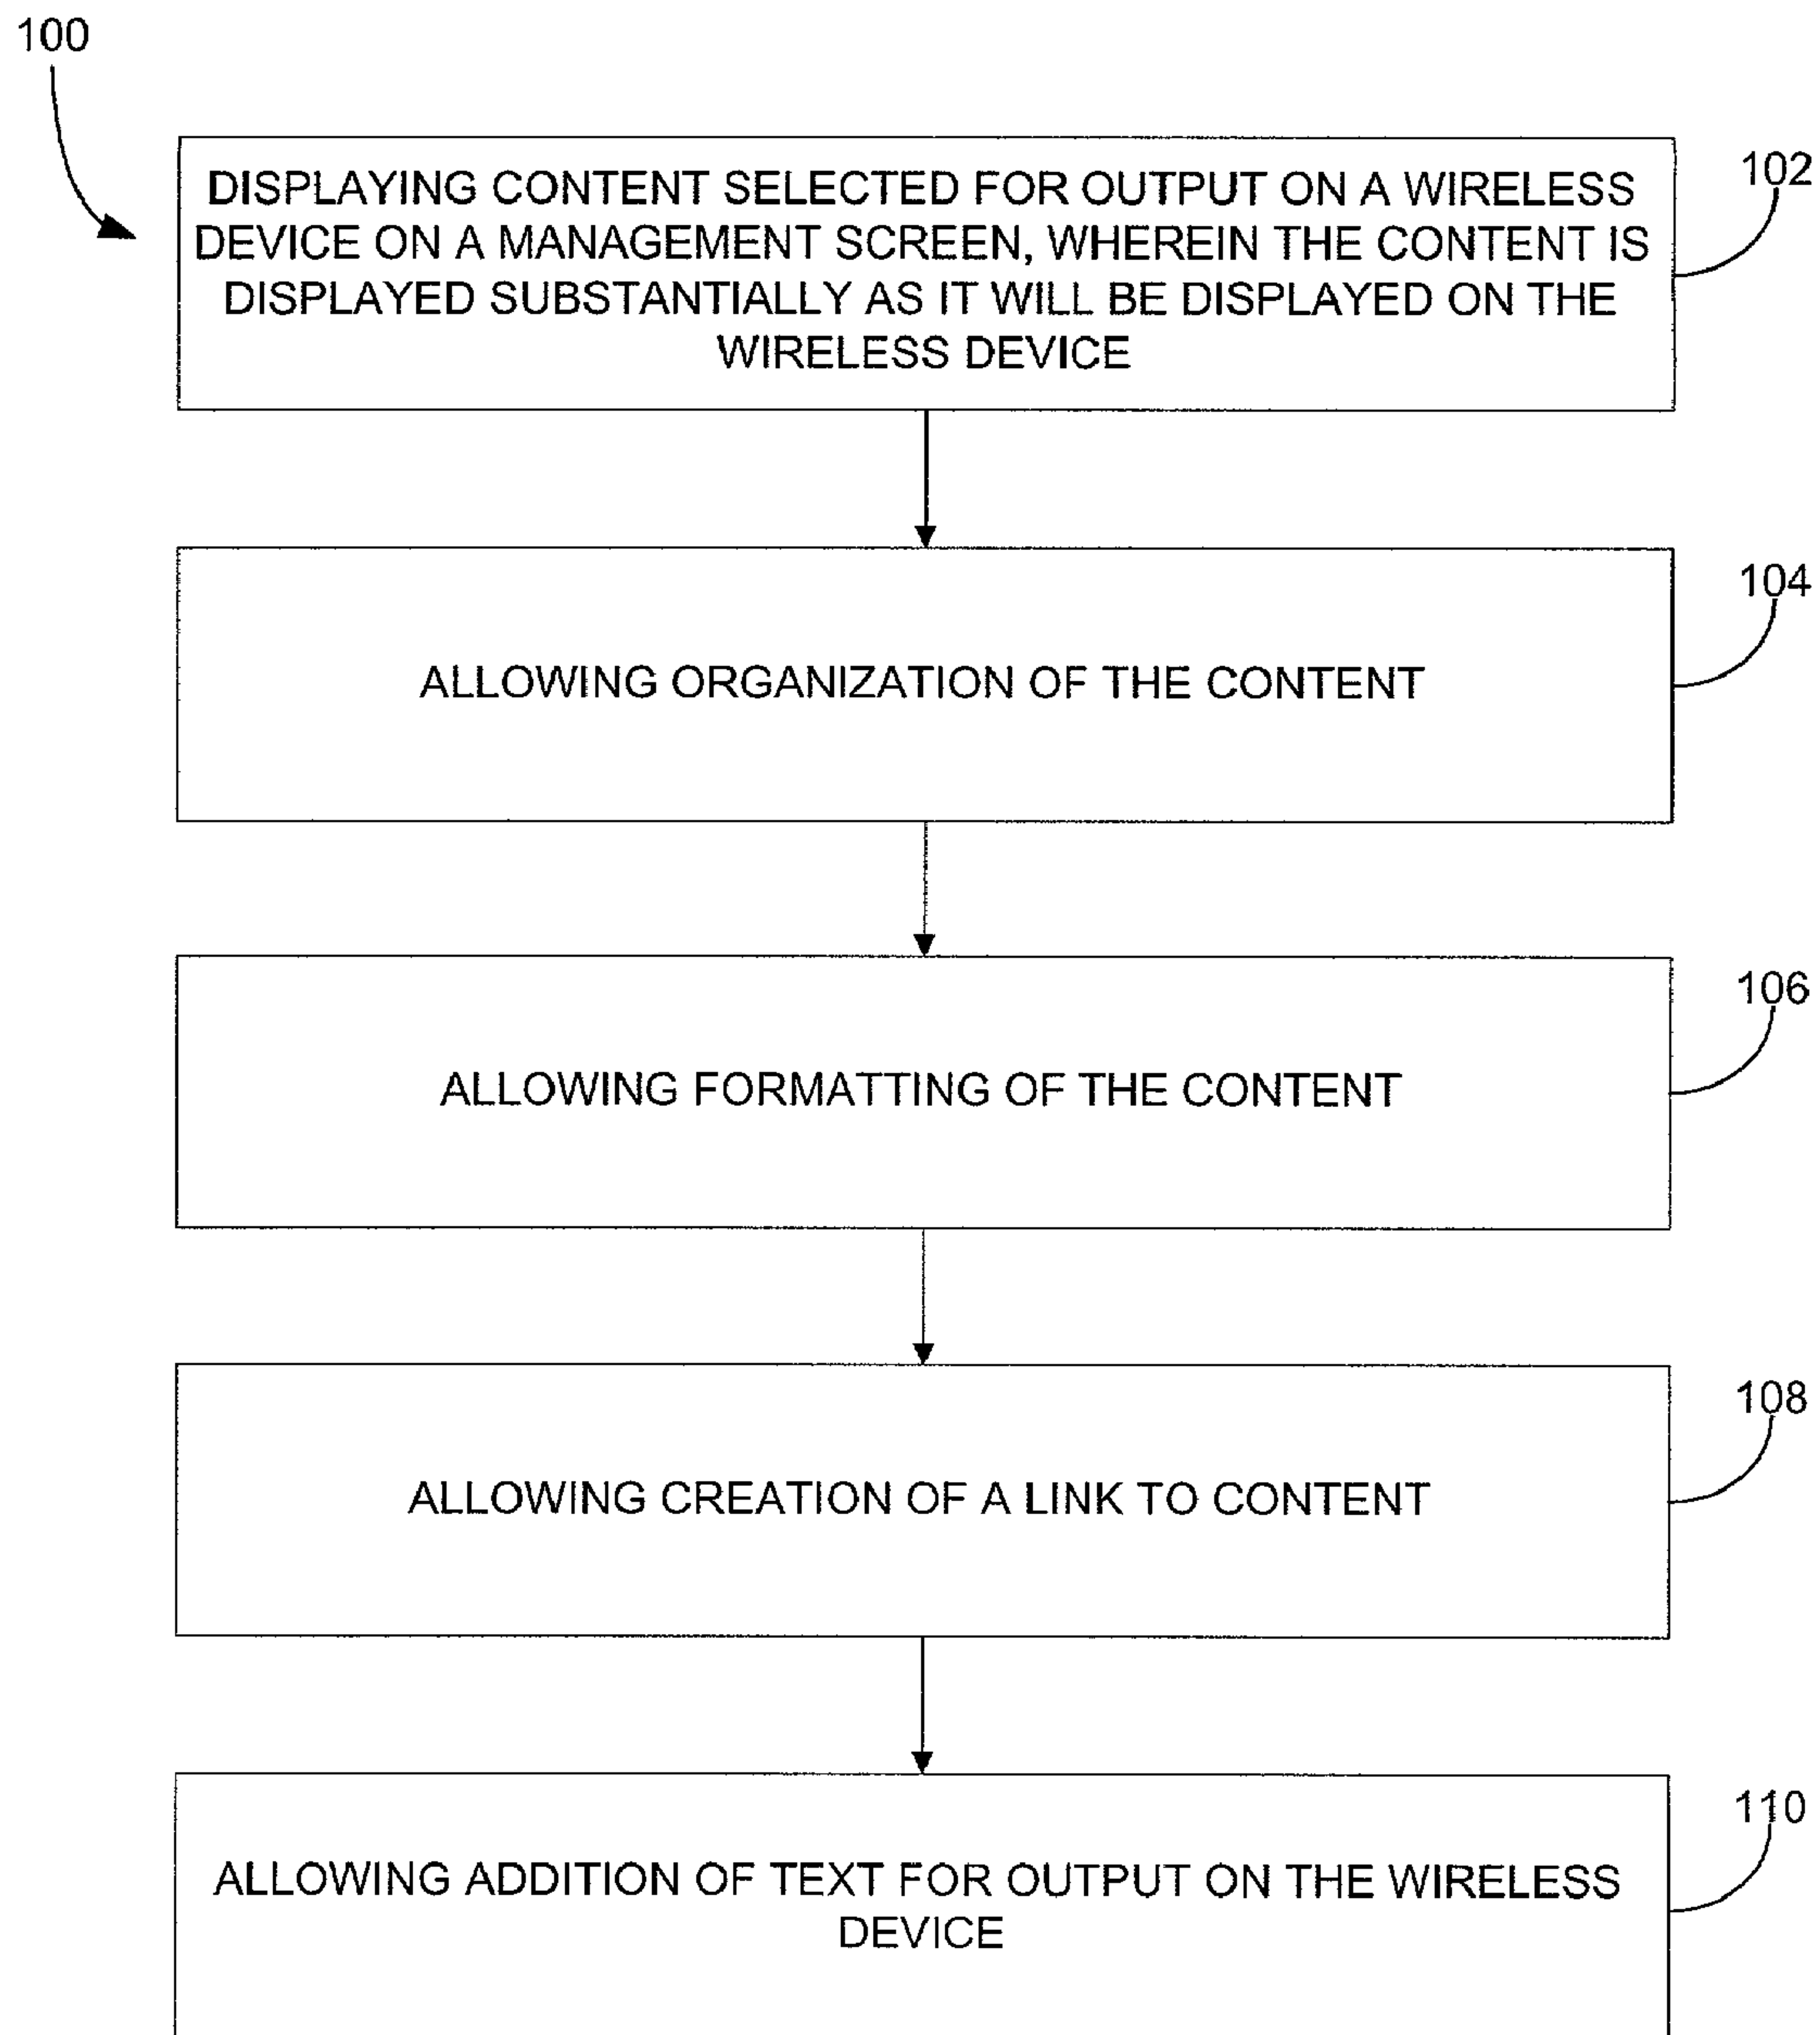 100
102
DISPLAYING CONTENT SELECTED FOR OUTPUT ON A WIRELESS
DEVICE ON A MANAGEMENT SCREEN, WHEREIN THE CONTENT IS
DISPLAYED SUBSTANTIALLY AS IT WILL BE DISPLAYED ON THE
WIRELESS DEVICE
104
ALLOWING ORGANIZATION OF THE CONTENT
106
ALLOWING FORMATTING OF THE CONTENT
108
ALLOWING CREATION OF A LINK TO CONTENT
110
ALLOWING ADDITION OF TEXT FOR OUTPUT ON THE WIRELESS
DEVICE